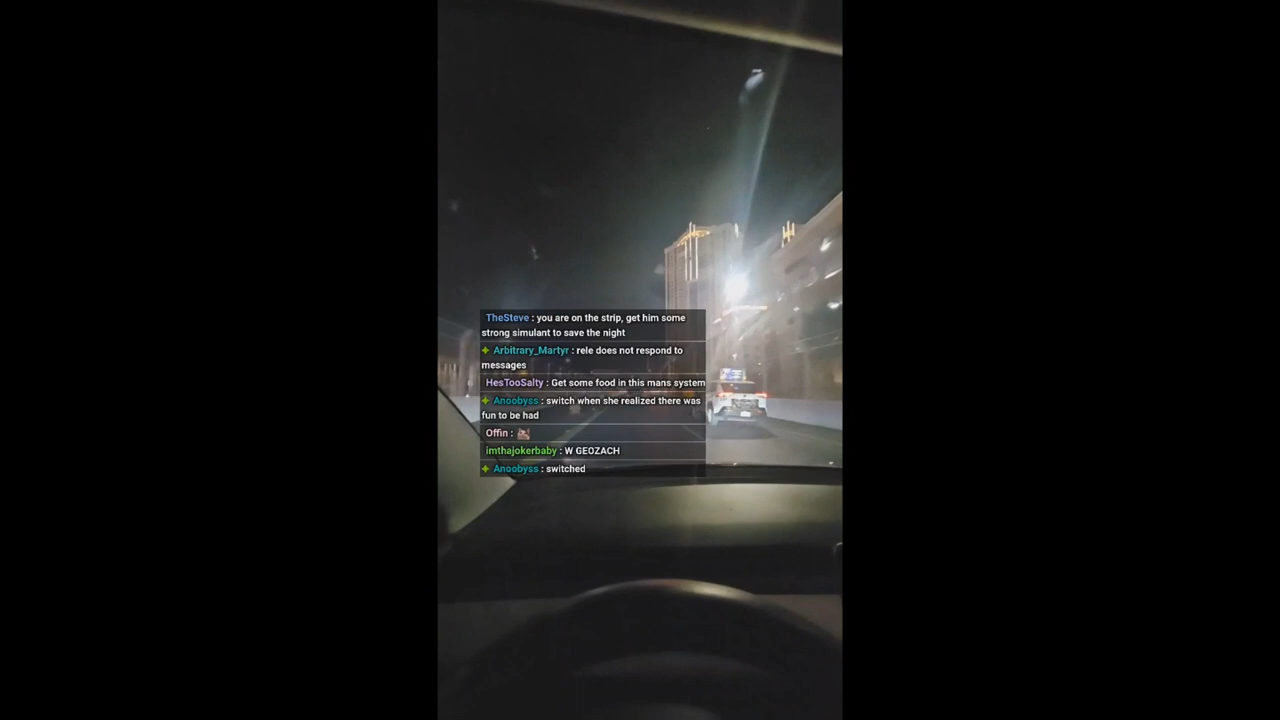 TheSteve : you are on the strip, get him some
strong simulant to save the night
Arbitrary_Martyr : rele does not respond to
messages
HesTooSalty : Get some food in this mans system
Anoobyss : switch when she realized there was
fun to be had
Offin :
imthajokerbaby : W GEOZACH
Anoobyss : switched